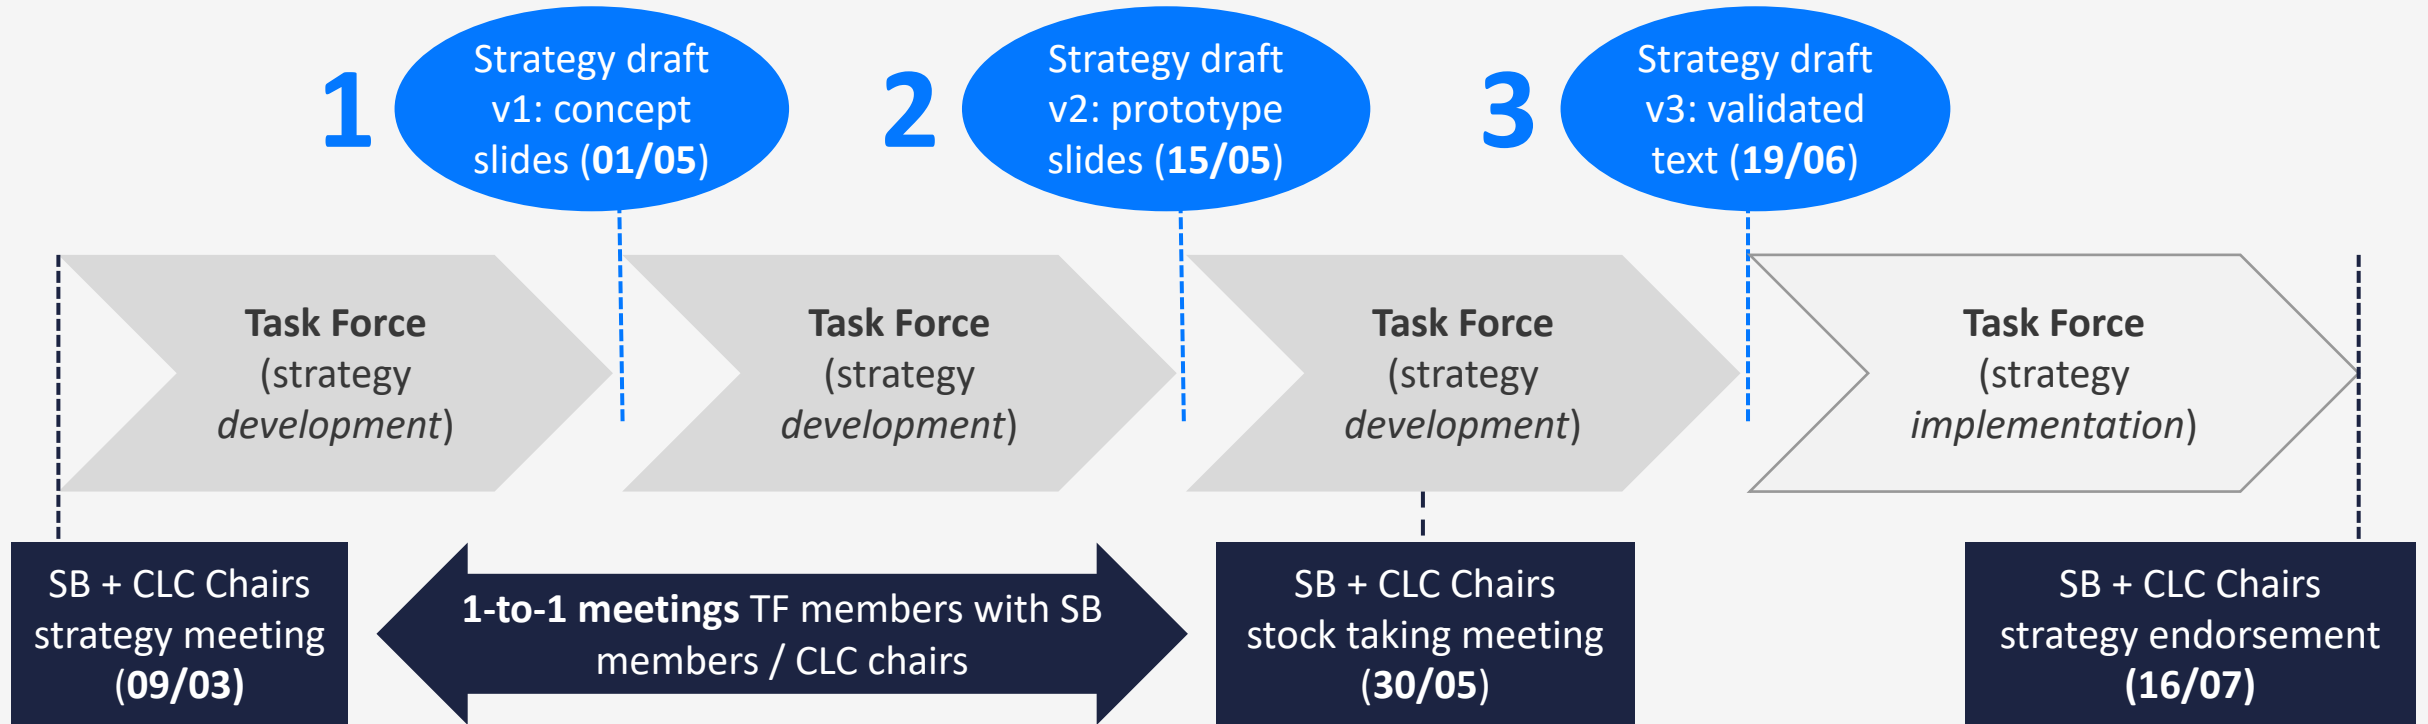 1
Strategy draft
v1: concept
slides (01/05)
2
Strategy draft
v2: prototype
slides (15/05)
3
Strategy draft
v3: validated
text (19/06)
Task Force
(strategy
development)
Task Force
(strategy
development)
Task Force
(strategy
development)
Task Force
(strategy
implementation)
SB + CLC Chairs
strategy meeting
(09/03)
1-to-1 meetings TF members with SB
members / CLC chairs
SB + CLC Chairs
stock taking meeting
(30/05)
SB + CLC Chairs
strategy endorsement
(16/07)